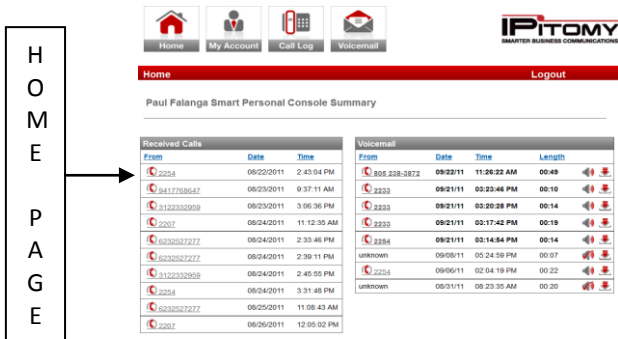 HOME PAGE
Home
My Account
Call Log
Voicemail
IPITOMY
SMARTER BUSINESS COMMUNICATIONS
Home Logout
Paul Falanga Smart Personal Console Summary
Received Calls
From Date Time
2254 08/22/2011 2:43:04 PM
9417768647 08/23/2011 9:37:11 AM
3122332959 08/23/2011 3:06:36 PM
2207 08/24/2011 11:12:35 AM
6232527277 08/24/2011 2:33:46 PM
6232527277 08/24/2011 2:39:11 PM
3122332959 08/24/2011 2:45:55 PM
2254 08/24/2011 3:31:48 PM
6232527277 08/25/2011 11:08:43 AM
2207 08/26/2011 12:05:02 PM
Voicemail
From Date Time Length
805 238-3872 09/22/11 11:26:22 AM 00:49
2233 09/21/11 03:23:46 PM 00:10
2233 09/21/11 03:20:28 PM 00:14
2233 09/21/11 03:17:42 PM 00:19
2254 09/21/11 03:14:54 PM 00:14
unknown 09/08/11 05:24:59 PM 00:07
2254 09/06/11 02:04:19 PM 00:22
unknown 08/31/11 08:23:35 AM 00:20